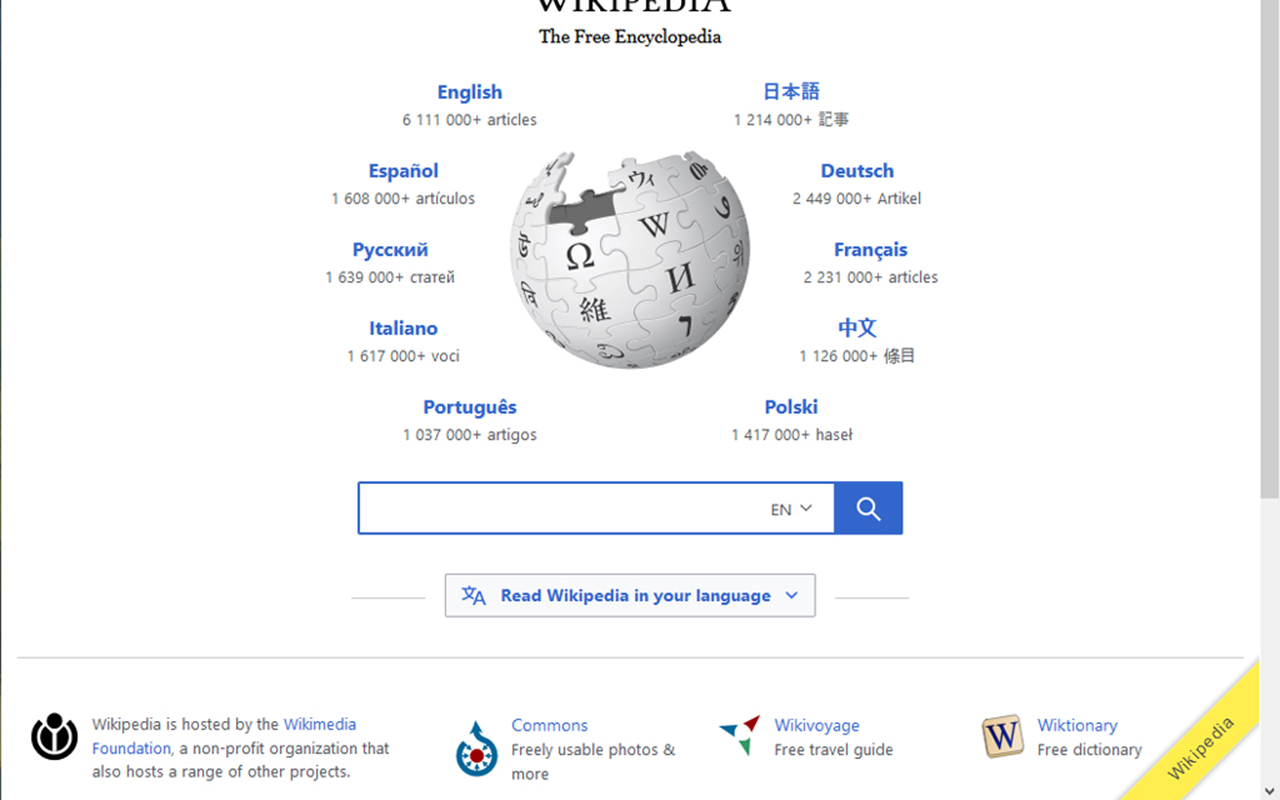 WIKIPEDIA
The Free Encyclopedia
English
6 111 000+ articles
日本語
1 214 000+ 記事
Español
1 608 000+ artículos
Deutsch
2 449 000+ Artikel
Русский
1 639 000+ статей
Français
2 231 000+ articles
Italiano
1 617 000+ voci
中文
1 126 000+ 條目
Português
1 037 000+ artigos
Polski
1 417 000+ haseł
ウィ
W
Ω
И
維
EN
Read Wikipedia in your language
Wikipedia is hosted by the Wikimedia
Foundation, a non-profit organization that
also hosts a range of other projects.
Commons
Freely usable photos &
more
Wikivoyage
Free travel guide
W
Wiktionary
Free dictionary
Wikipedia